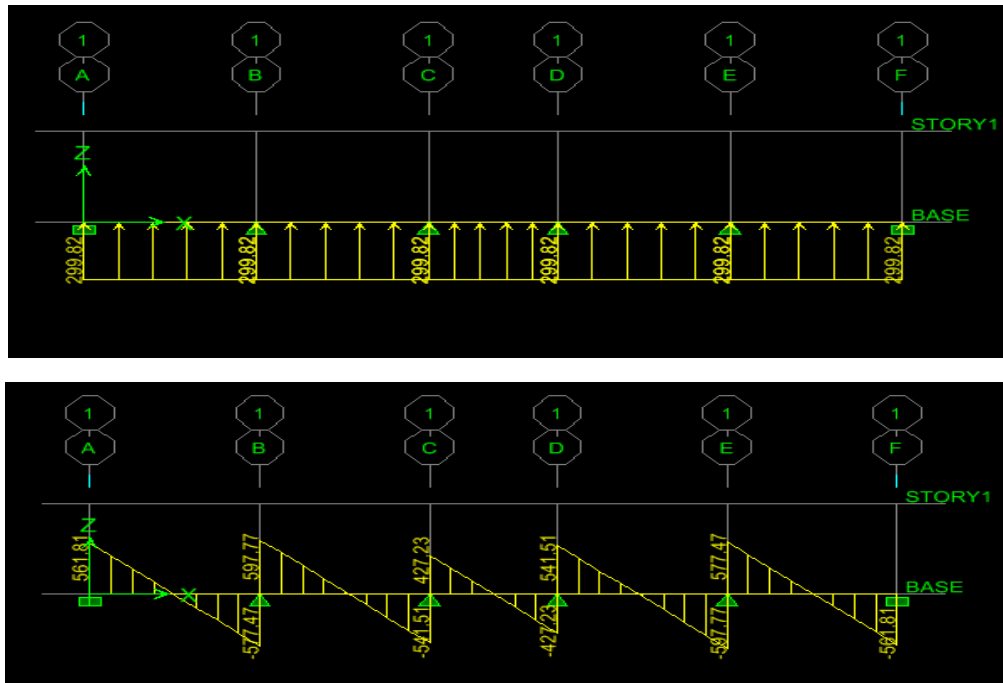 1 1 1 1 1 1
A B C D E F
STORY1
Z
X
BASE
299.82 299.82 299.82 299.82 299.82 299.82
1 1 1 1 1 1
A B C D E F
STORY1
Z
561.81 597.77 427.23 541.51 577.47
X
BASE
-577.47 -541.51 -427.23 -597.77 -561.81